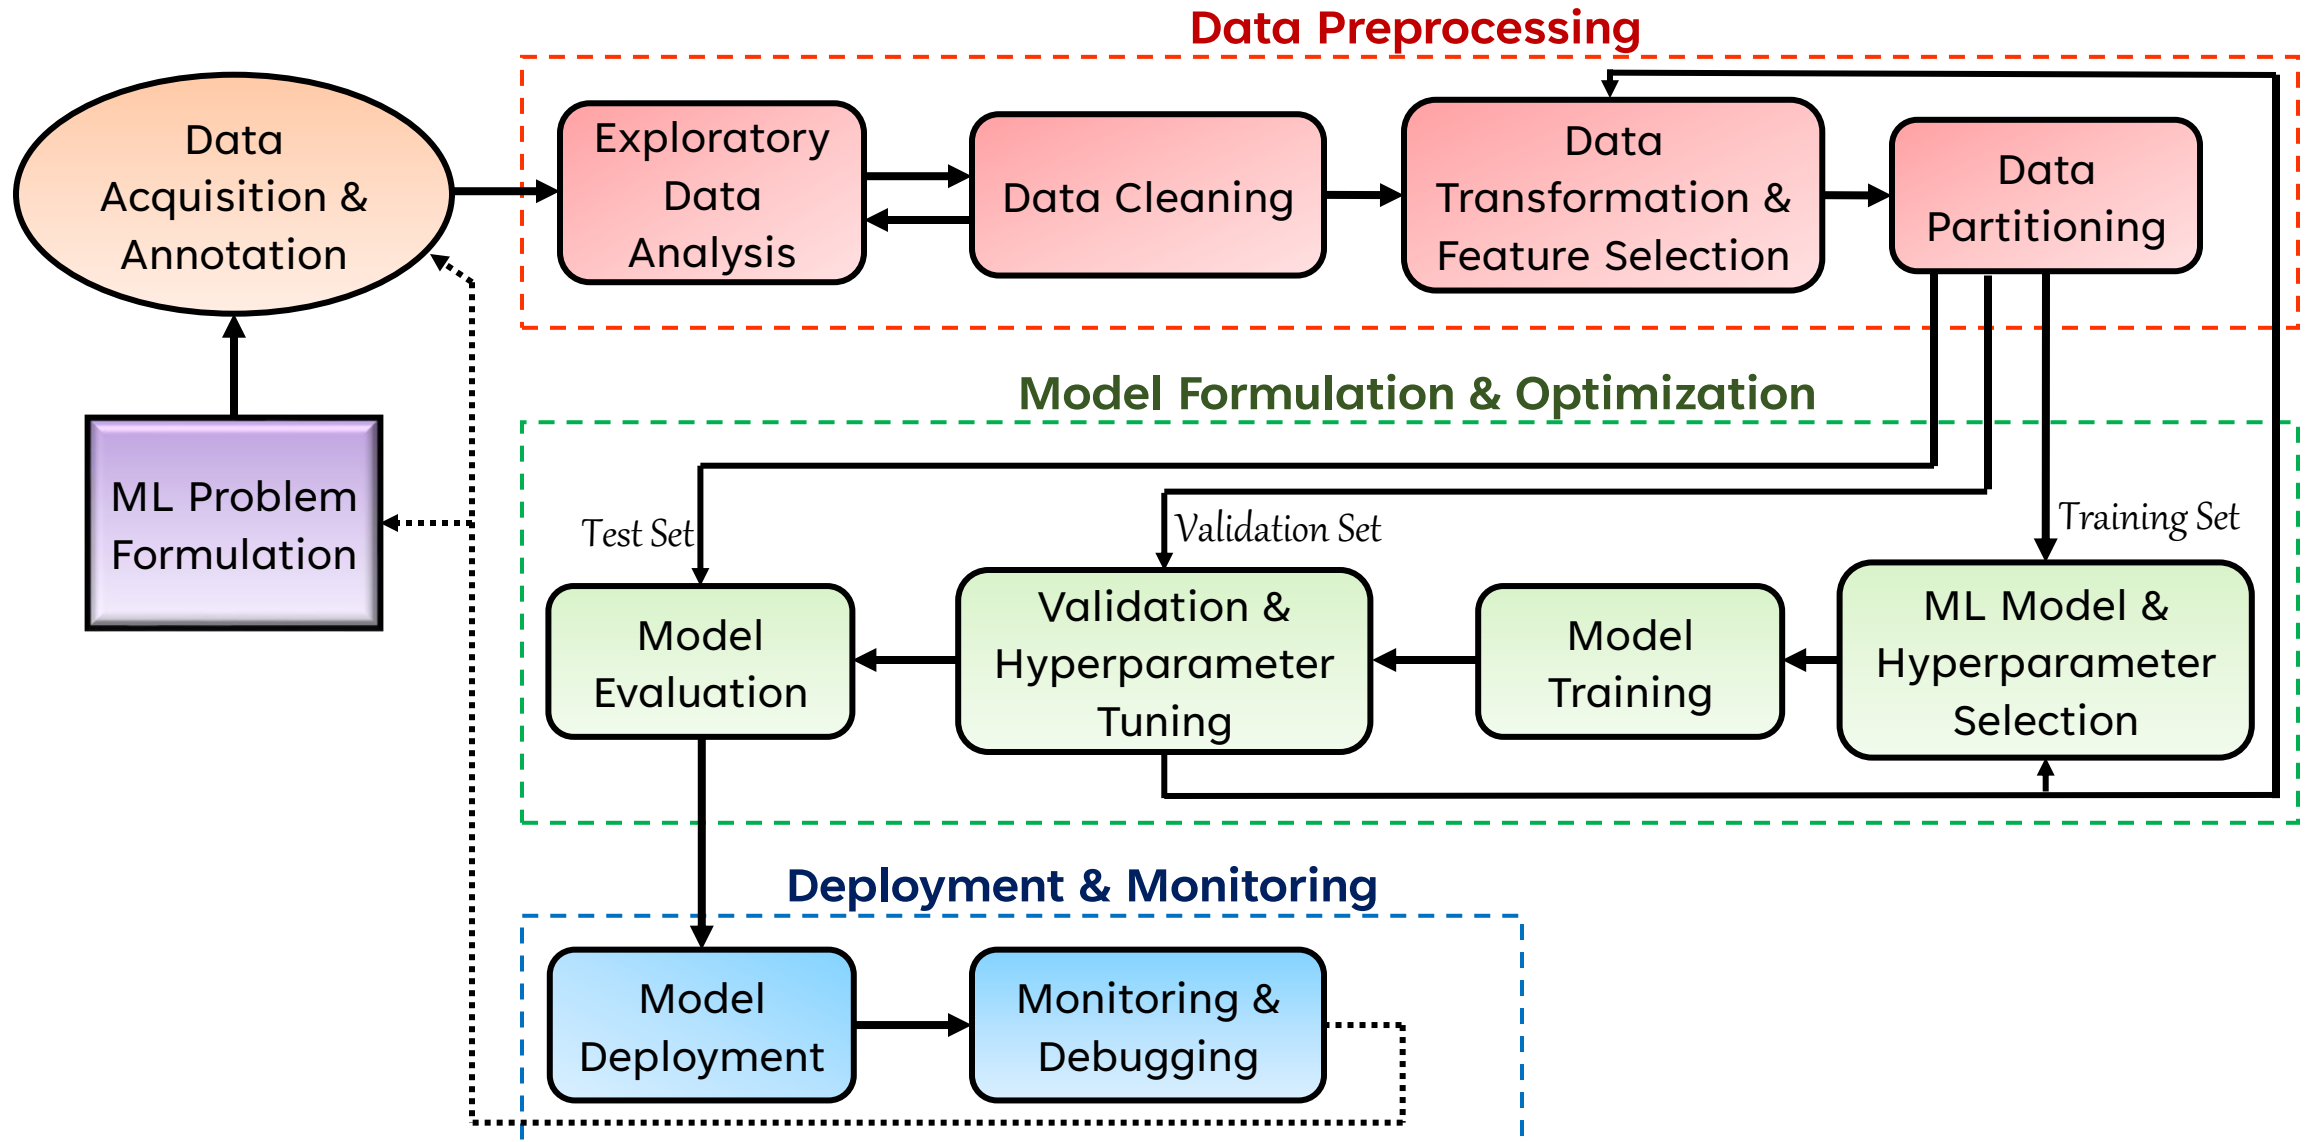 Data Preprocessing
Data
Acquisition &
Annotation
Exploratory
Data
Analysis
Data Cleaning
Data
Transformation &
Feature Selection
Data
Partitioning
Model Formulation & Optimization
ML Problem
Formulation
Test Set
Validation Set
Training Set
Model
Evaluation
Validation &
Hyperparameter
Tuning
Model
Training
ML Model &
Hyperparameter
Selection
Deployment & Monitoring
Model
Deployment
Monitoring &
Debugging